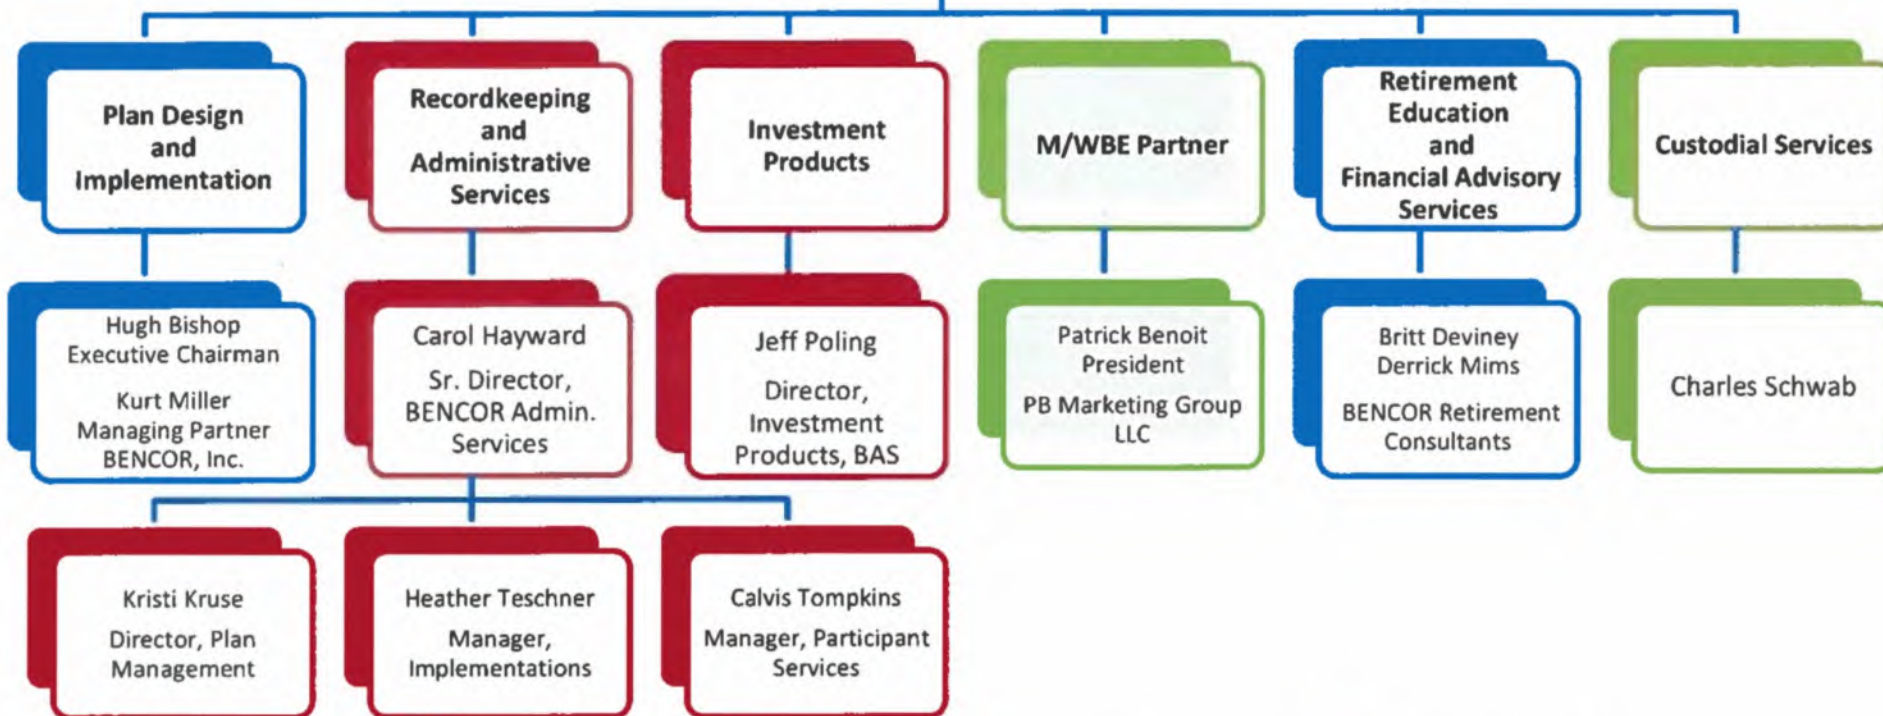 Plan Design
and
Implementation
Recordkeeping
and
Administrative
Services
Investment
Products
M/WBE Partner
Retirement
Education
and
Financial Advisory
Services
Custodial Services
Hugh Bishop
Executive Chairman
Kurt Miller
Managing Partner
BENCOR, Inc.
Carol Hayward
Sr. Director,
BENCOR Admin.
Services
Jeff Poling
Director,
Investment
Products, BAS
Patrick Benoit
President
PB Marketing Group
LLC
Britt Deviney
Derrick Mims
BENCOR Retirement
Consultants
Charles Schwab
Kristi Kruse
Director, Plan
Management
Heather Teschner
Manager,
Implementations
Calvis Tompkins
Manager, Participant
Services